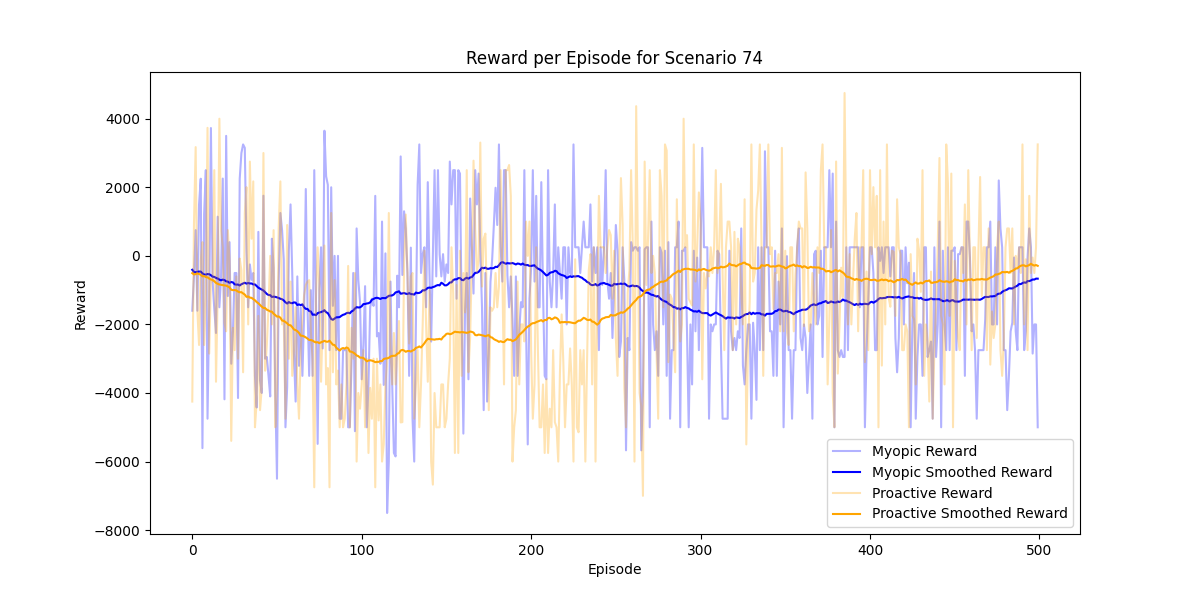 Reward per Episode for Scenario 74
4000
2000
0
−2000
−4000
−6000
−8000
Reward
0
100
200
300
400
500
Episode
Myopic Reward
Myopic Smoothed Reward
Proactive Reward
Proactive Smoothed Reward